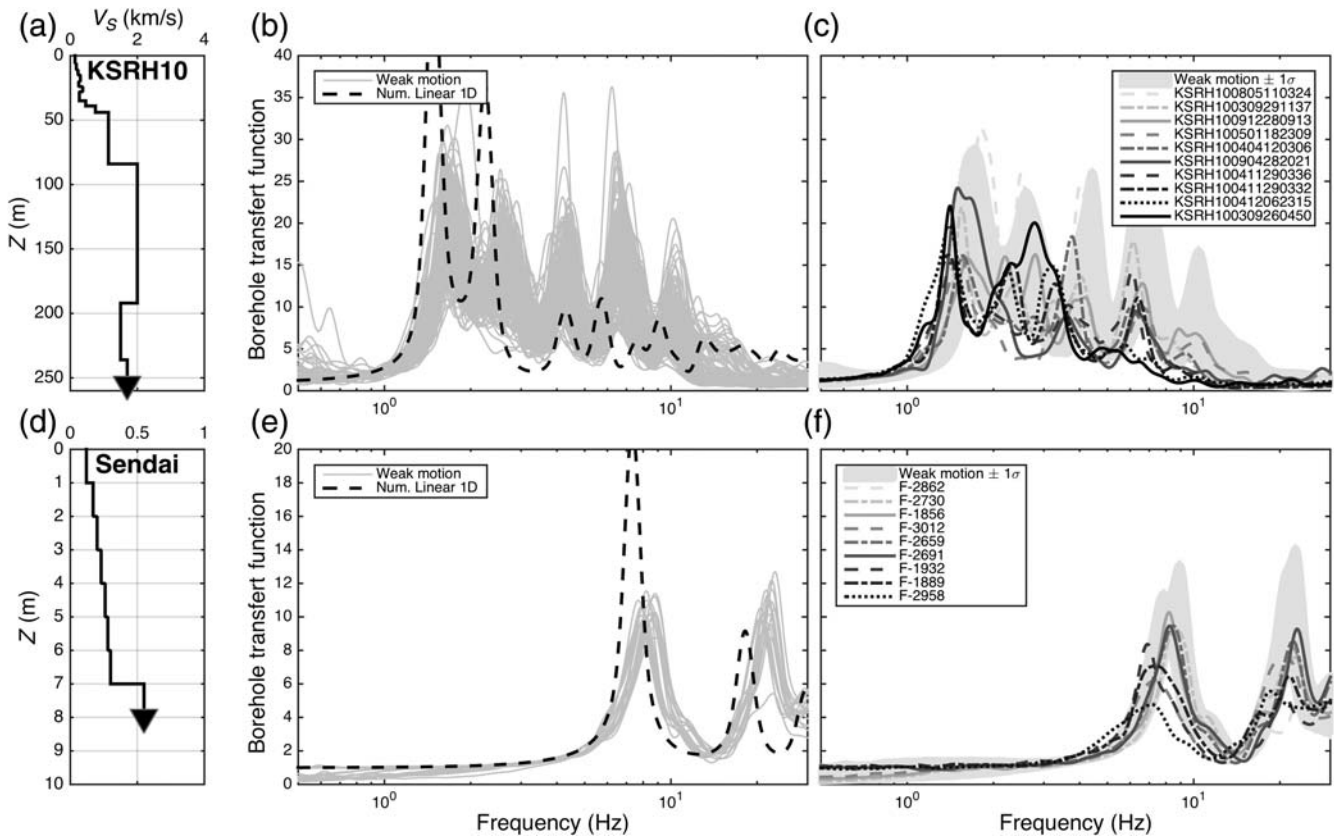 (a)
V_S (km/s)
0 2 4
KSRH10
0
50
100
150
200
250
Z (m)
(b)
Weak motion
Num. Linear 1D
40
35
30
25
20
15
10
5
0
Borehole transfert function
10^0 10^1
(c)
Weak motion ± 1σ
KSRH100805110324
KSRH100309291137
KSRH100912280913
KSRH100501182309
KSRH100404120306
KSRH100904282021
KSRH100411290336
KSRH100411290332
KSRH100412062315
KSRH100309260450
10^0 10^1
(d)
0 0.5 1
Sendai
0
1
2
3
4
5
6
7
8
9
10
Z (m)
(e)
Weak motion
Num. Linear 1D
20
18
16
14
12
10
8
6
4
2
0
Borehole transfert function
10^0 10^1
Frequency (Hz)
(f)
Weak motion ± 1σ
F-2862
F-2730
F-1856
F-3012
F-2659
F-2691
F-1932
F-1889
F-2958
10^0 10^1
Frequency (Hz)